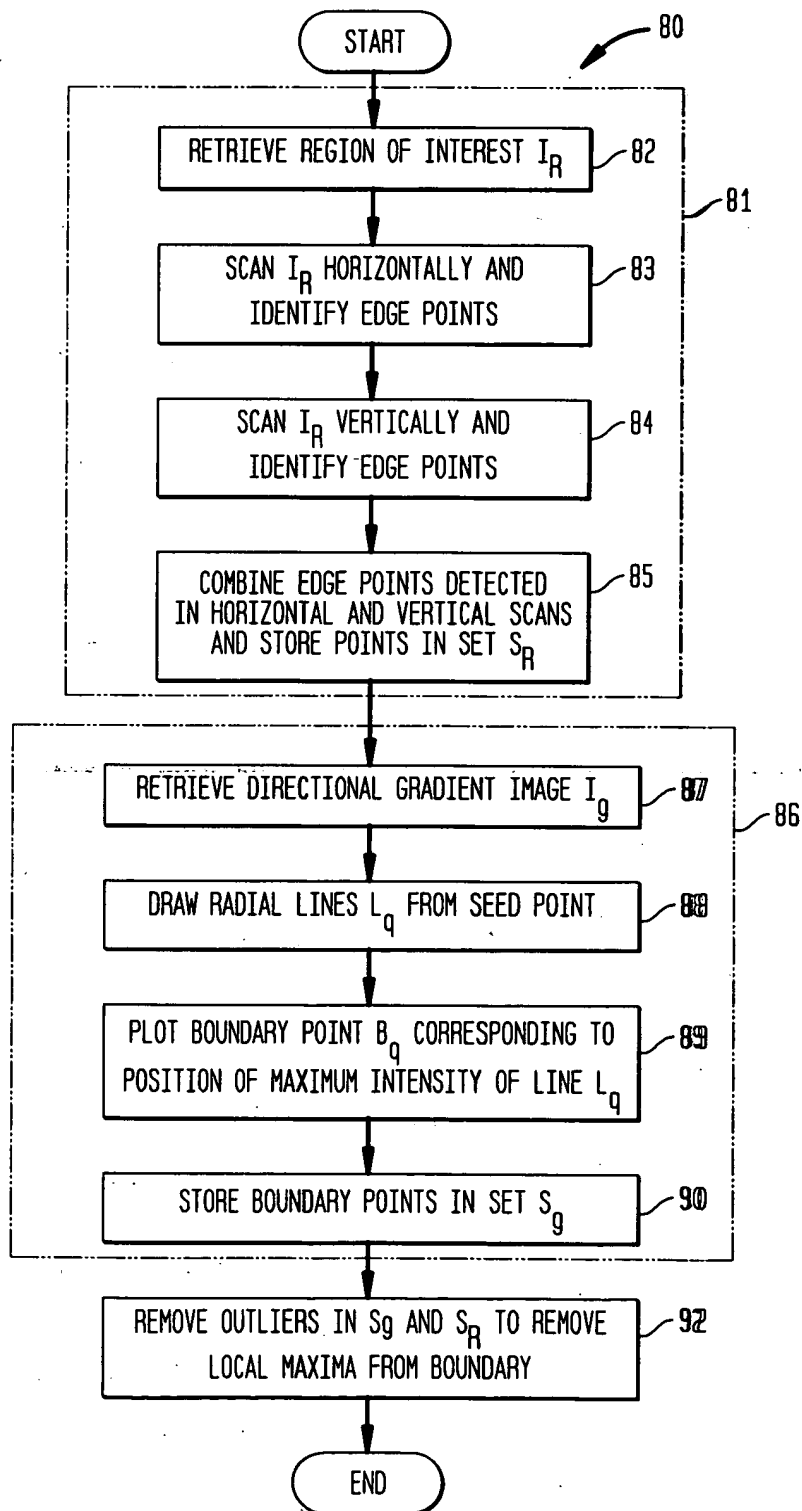 START
80
RETRIEVE REGION OF INTEREST I_R
82
81
SCAN I_R HORIZONTALLY AND
IDENTIFY EDGE POINTS
83
SCAN I_R VERTICALLY AND
IDENTIFY EDGE POINTS
84
COMBINE EDGE POINTS DETECTED
IN HORIZONTAL AND VERTICAL SCANS
AND STORE POINTS IN SET S_R
85
RETRIEVE DIRECTIONAL GRADIENT IMAGE I_g
87
86
DRAW RADIAL LINES L_q FROM SEED POINT
88
PLOT BOUNDARY POINT B_q CORRESPONDING TO
POSITION OF MAXIMUM INTENSITY OF LINE L_q
89
STORE BOUNDARY POINTS IN SET S_g
90
REMOVE OUTLIERS IN Sg AND S_R TO REMOVE
LOCAL MAXIMA FROM BOUNDARY
92
END